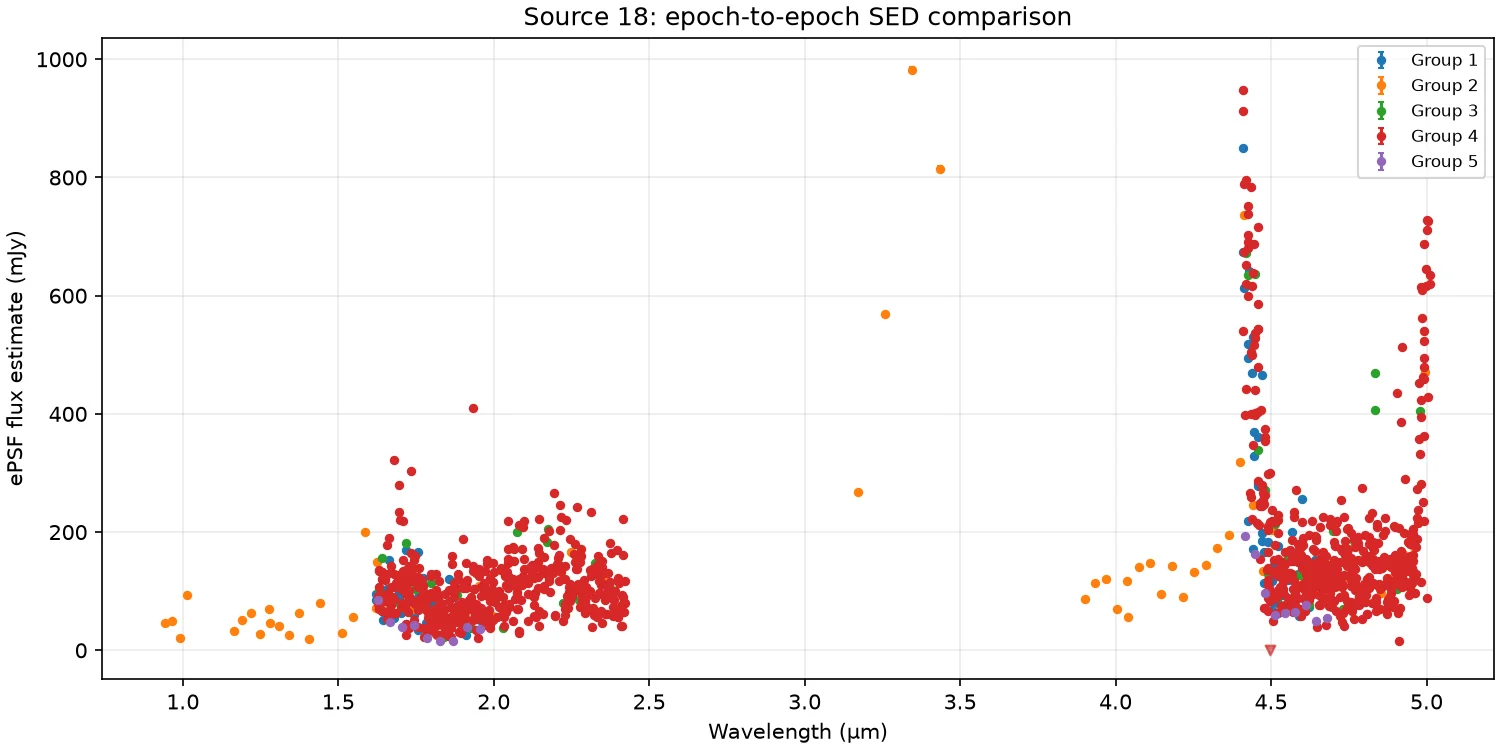 Source 18: epoch-to-epoch SED comparison
ePSF flux estimate (mJy)
1000
800
600
400
200
0
Group 1
Group 2
Group 3
Group 4
Group 5
1.0 1.5 2.0 2.5 3.0 3.5 4.0 4.5 5.0
Wavelength (μm)